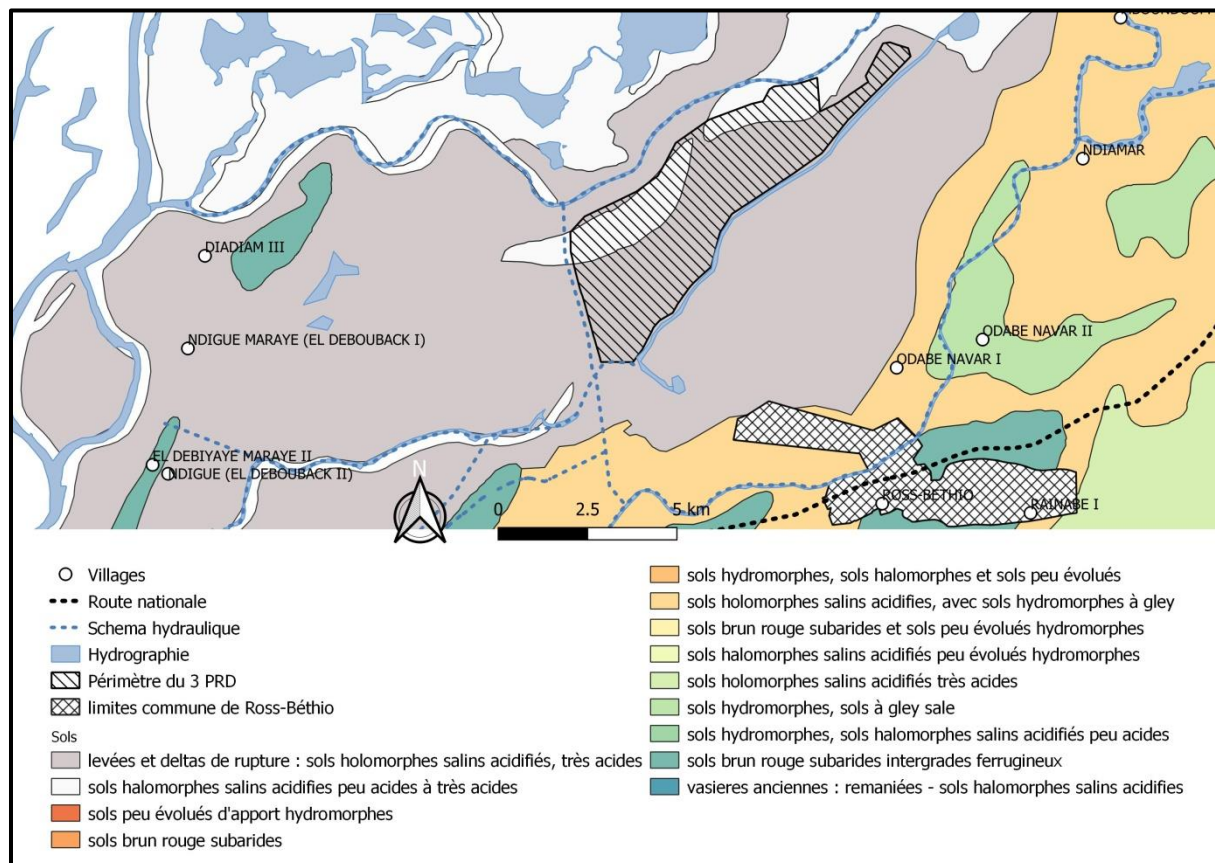 DIADIAM III
NDIAMAR
NDIGUE MARAYE (EL DEBOUBACK I)
ODABE NAVAR II
ODABE NAVAR I
EL DEBIYAYE MARAYE II
NDIGUE (EL DEBOUBACK II)
N
ROSS-BETHIO
RAINABE I
0 2.5 5 km
Villages
Route nationale
Schema hydraulique
Hydrographie
Périmètre du 3 PRD
limites commune de Ross-Béthio
Sols
levées et deltas de rupture : sols holomorphes salins acidifiés, très acides
sols halomorphes salins acidifies peu acides à très acides
sols peu évolués d'apport hydromorphes
sols brun rouge subarides
sols hydromorphes, sols halomorphes et sols peu évolués
sols holomorphes salins acidifies, avec sols hydromorphes à gley
sols brun rouge subarides et sols peu évolués hydromorphes
sols halomorphes salins acidifiés peu évolués hydromorphes
sols holomorphes salins acidifiés très acides
sols hydromorphes, sols à gley sale
sols hydromorphes, sols halomorphes salins acidifiés peu acides
sols brun rouge subarides intergrades ferrugineux
vasieres anciennes : remaniées - sols halomorphes salins acidifies